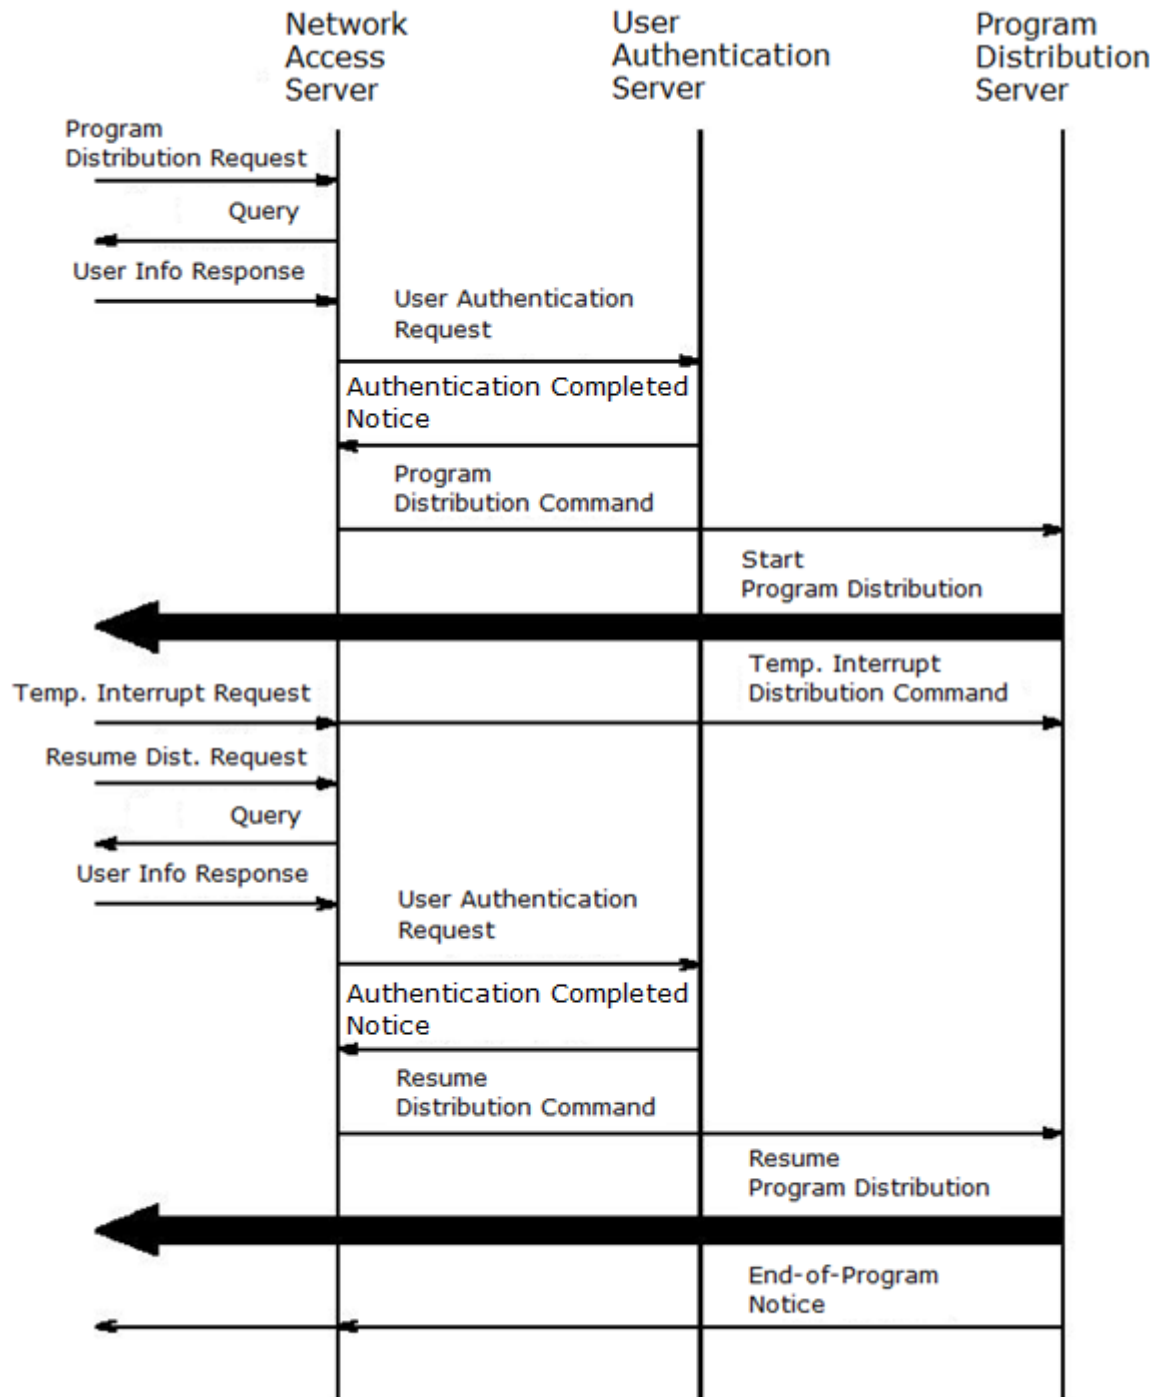 Network
Access
Server
User
Authentication
Server
Program
Distribution
Server
Program
Distribution Request
Query
User Info Response
User Authentication
Request
Authentication Completed
Notice
Program
Distribution Command
Start
Program Distribution
Temp. Interrupt
Distribution Command
Temp. Interrupt Request
Resume Dist. Request
Query
User Info Response
User Authentication
Request
Authentication Completed
Notice
Resume
Distribution Command
Resume
Program Distribution
End-of-Program
Notice